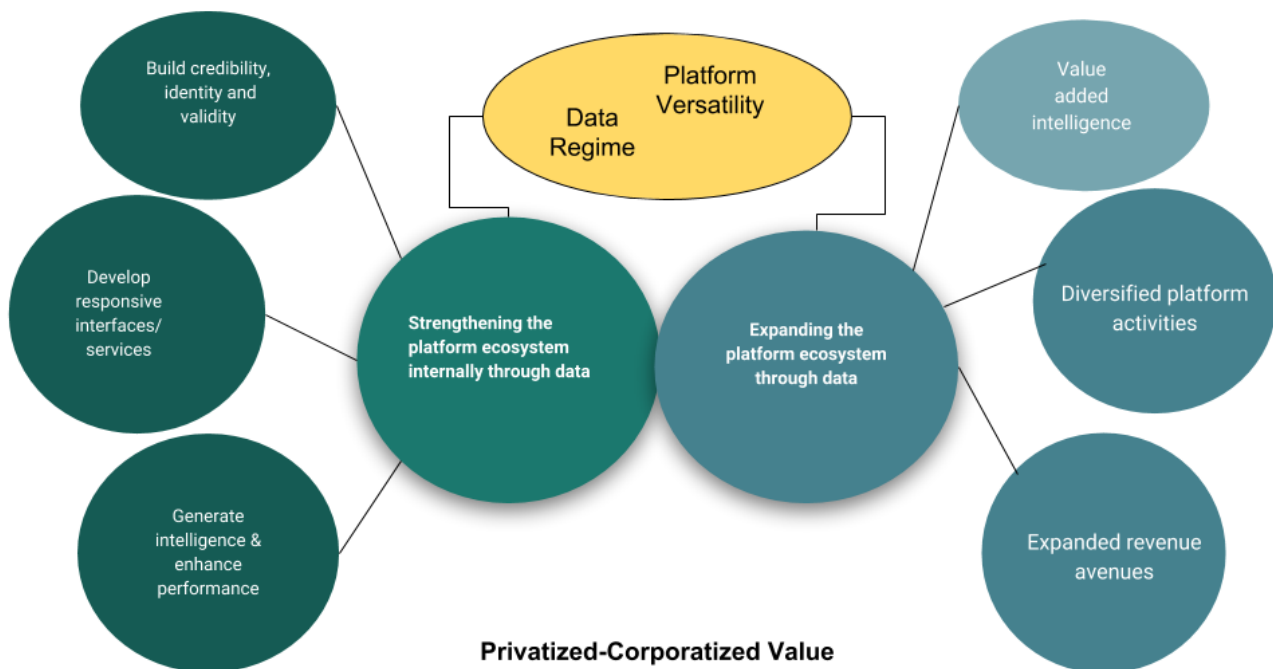 Build credibility,
identity and
validity
Develop
responsive
interfaces/
services
Generate
intelligence &
enhance
performance
Platform
Versatility
Data
Regime
Strengthening the
platform ecosystem
internally through data
Expanding the
platform ecosystem
through data
Value
added
intelligence
Diversified platform
activities
Expanded revenue
avenues
Privatized-Corporatized Value